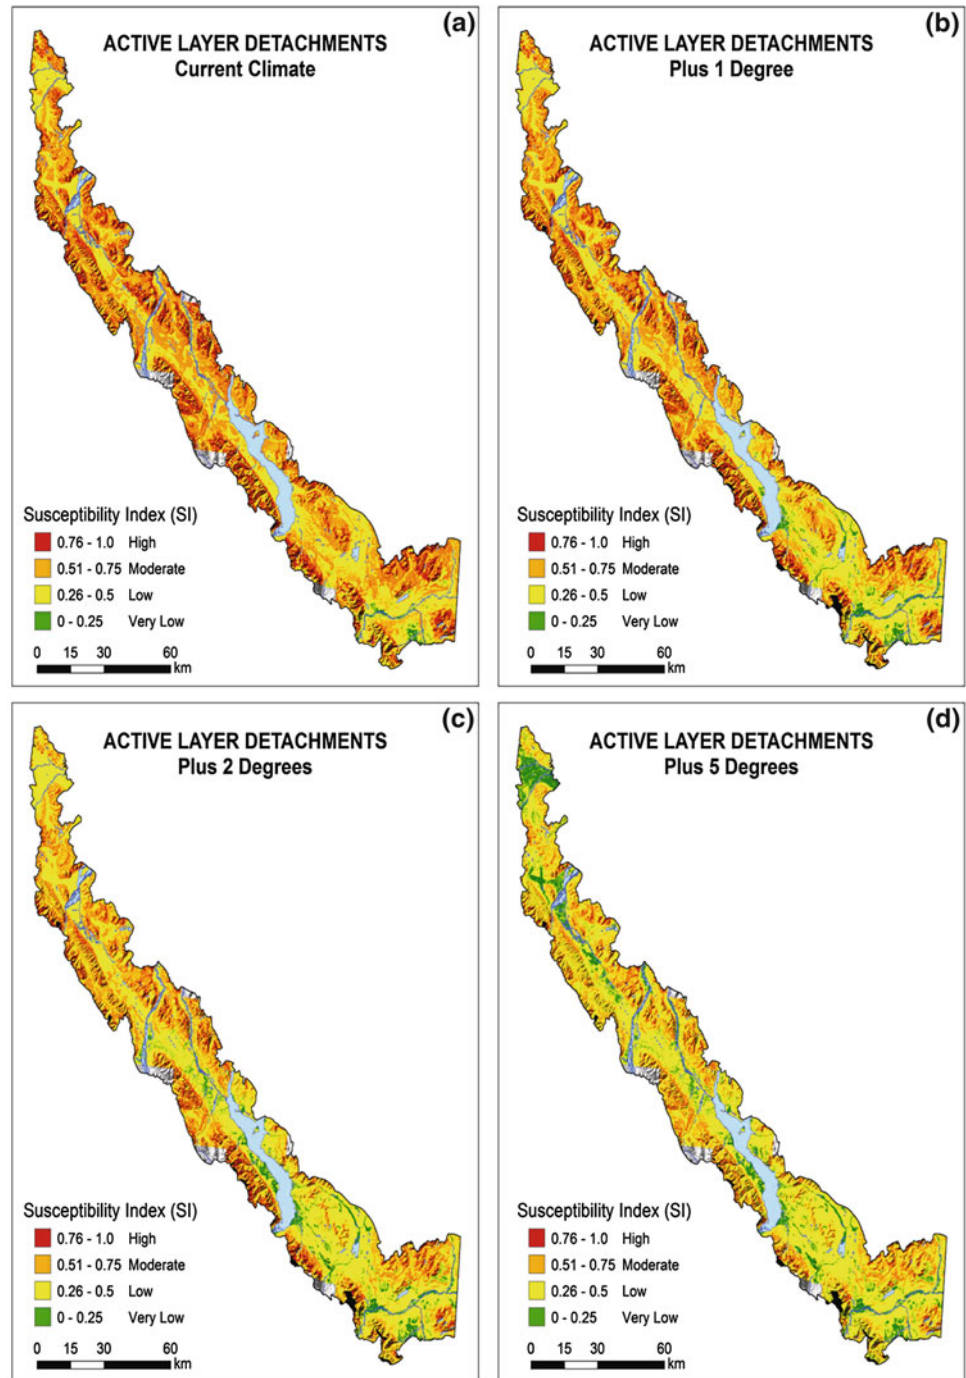 (a)
ACTIVE LAYER DETACHMENTS
Current Climate
Susceptibility Index (SI)
0.76 - 1.0 High
0.51 - 0.75 Moderate
0.26 - 0.5 Low
0 - 0.25 Very Low
0 15 30 60
km
(b)
ACTIVE LAYER DETACHMENTS
Plus 1 Degree
Susceptibility Index (SI)
0.76 - 1.0 High
0.51 - 0.75 Moderate
0.26 - 0.5 Low
0 - 0.25 Very Low
0 15 30 60
km
(c)
ACTIVE LAYER DETACHMENTS
Plus 2 Degrees
Susceptibility Index (SI)
0.76 - 1.0 High
0.51 - 0.75 Moderate
0.26 - 0.5 Low
0 - 0.25 Very Low
0 15 30 60
km
(d)
ACTIVE LAYER DETACHMENTS
Plus 5 Degrees
Susceptibility Index (SI)
0.76 - 1.0 High
0.51 - 0.75 Moderate
0.26 - 0.5 Low
0 - 0.25 Very Low
0 15 30 60
km